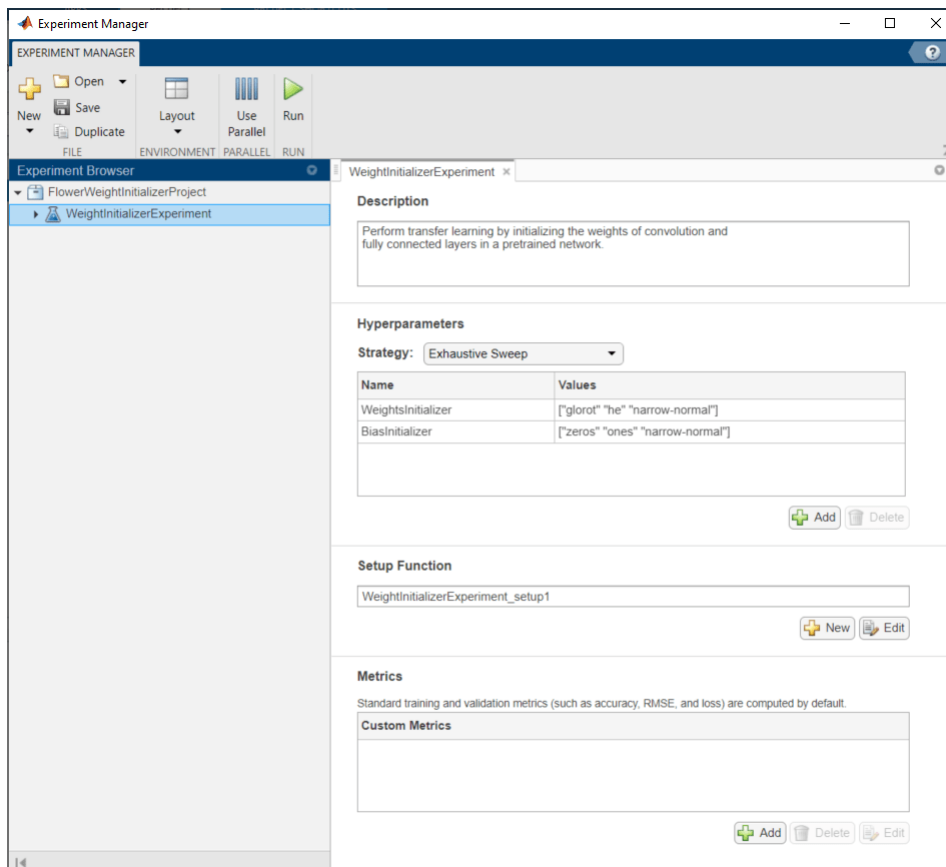 Experiment Manager
EXPERIMENT MANAGER
?
New
Open
Save
Duplicate
Layout
Use
Parallel
Run
FILE
ENVIRONMENT
PARALLEL
RUN
Experiment Browser
FlowerWeightInitializerProject
WeightInitializerExperiment
WeightInitializerExperiment ×
Description
Perform transfer learning by initializing the weights of convolution and
fully connected layers in a pretrained network.
Hyperparameters
Strategy: Exhaustive Sweep
Name Values
WeightsInitializer ["glorot" "he" "narrow-normal"]
BiasInitializer ["zeros" "ones" "narrow-normal"]
Add Delete
Setup Function
WeightInitializerExperiment_setup1
New Edit
Metrics
Standard training and validation metrics (such as accuracy, RMSE, and loss) are computed by default.
Custom Metrics
Add Delete Edit